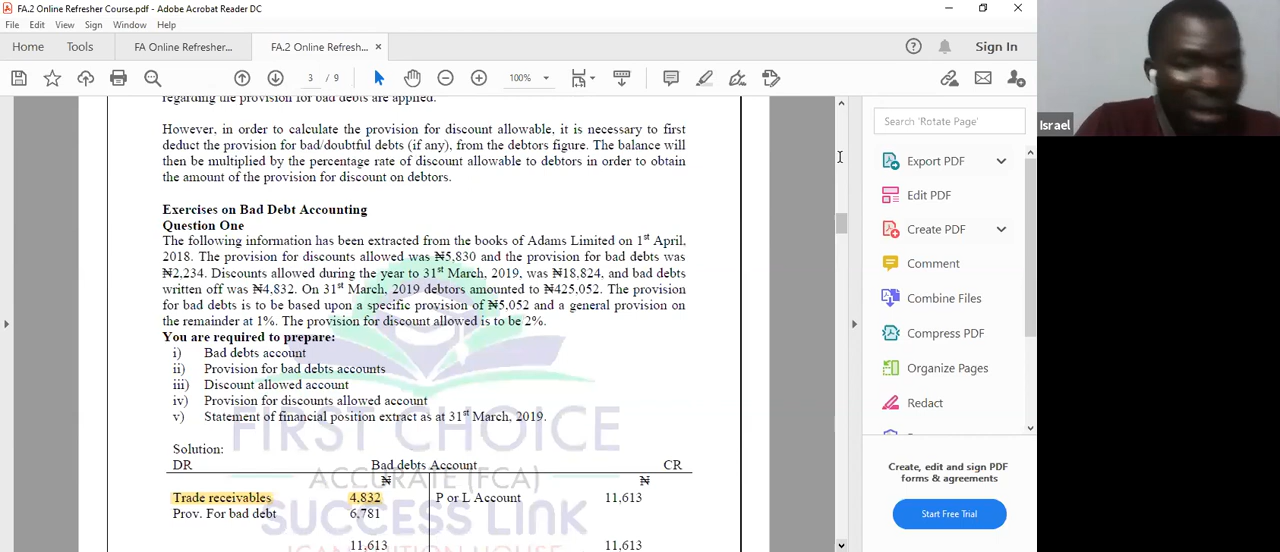 FA.2 Online Refresher Course.pdf - Adobe Acrobat Reader DC
File Edit View Sign Window Help
Home Tools FA Online Refresher... FA.2 Online Refresh... × Sign In
3 / 9 100%
regarding the provision for bad debts are applied.
However, in order to calculate the provision for discount allowable, it is necessary to first
deduct the provision for bad/doubtful debts (if any), from the debtors figure. The balance will
then be multiplied by the percentage rate of discount allowable to debtors in order to obtain
the amount of the provision for discount on debtors.
Exercises on Bad Debt Accounting
Question One
The following information has been extracted from the books of Adams Limited on 1st April,
2018. The provision for discounts allowed was ₦5,830 and the provision for bad debts was
₦2,234. Discounts allowed during the year to 31st March, 2019, was ₦18,824, and bad debts
written off was ₦4,832. On 31st March, 2019 debtors amounted to ₦425,052. The provision
for bad debts is to be based upon a specific provision of ₦5,052 and a general provision on
the remainder at 1%. The provision for discount allowed is to be 2%.
You are required to prepare:
i) Bad debts account
ii) Provision for bad debts accounts
iii) Discount allowed account
iv) Provision for discounts allowed account
v) Statement of financial position extract as at 31st March, 2019.
FIRST CHOICE
Solution:
DR Bad debts Account CR
ACCURATE (FCA)
₦ ₦
Trade receivables 4,832 P or L Account 11,613
Prov. For bad debt 6,781
SUCCESS LINK
11,613 11,613
Search 'Rotate Page'
Export PDF
Edit PDF
Create PDF
Comment
Combine Files
Compress PDF
Organize Pages
Redact
Create, edit and sign PDF
forms & agreements
Start Free Trial
Israel